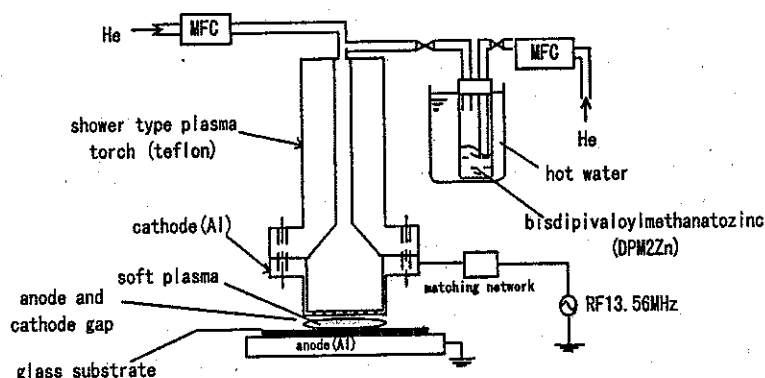 He
MFC
MFC
He
shower type plasma
torch (teflon)
hot water
bisdipivaloylmethanatozinc
(DPM2Zn)
cathode(Al)
soft plasma
matching network
anode and
cathode gap
RF13.56MHz
anode(Al)
glass substrate